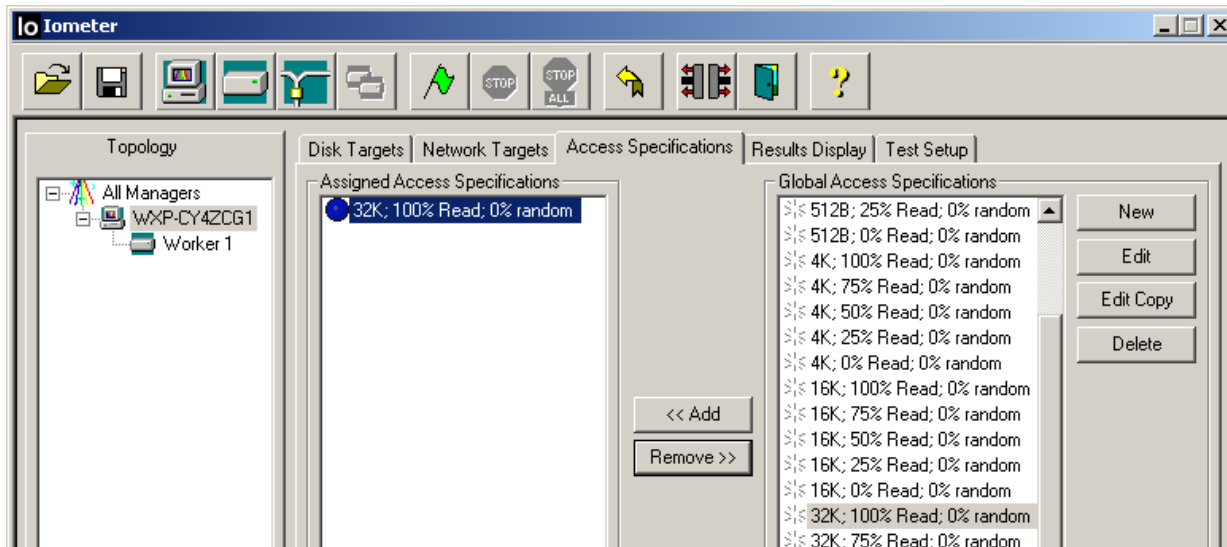 Io Iometer
STOP
STOP
ALL
Topology
All Managers
WXP-CY4ZCG1
Worker 1
Disk Targets
Network Targets
Access Specifications
Results Display
Test Setup
Assigned Access Specifications
32K; 100% Read; 0% random
<< Add
Remove >>
Global Access Specifications
512B; 25% Read; 0% random
512B; 0% Read; 0% random
4K; 100% Read; 0% random
4K; 75% Read; 0% random
4K; 50% Read; 0% random
4K; 25% Read; 0% random
4K; 0% Read; 0% random
16K; 100% Read; 0% random
16K; 75% Read; 0% random
16K; 50% Read; 0% random
16K; 25% Read; 0% random
16K; 0% Read; 0% random
32K; 100% Read; 0% random
32K; 75% Read; 0% random
New
Edit
Edit Copy
Delete